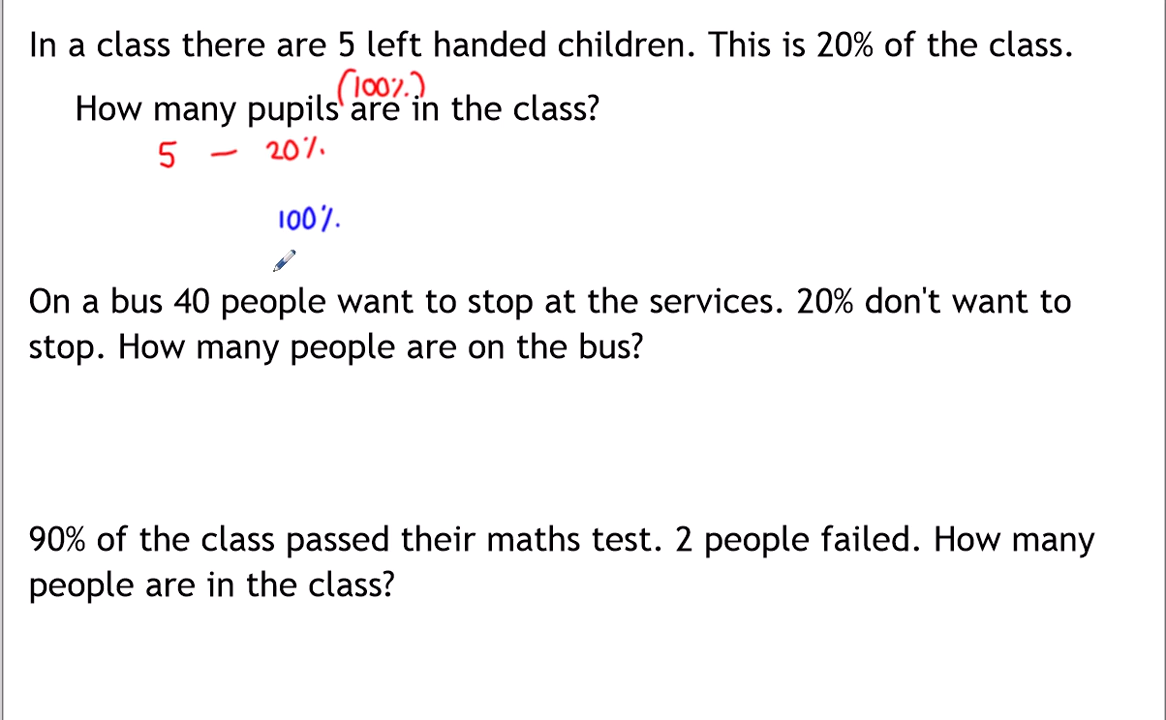 In a class there are 5 left handed children. This is 20% of the class.
(100%)
How many pupils are in the class?
5 – 20%
100%
On a bus 40 people want to stop at the services. 20% don't want to
stop. How many people are on the bus?
90% of the class passed their maths test. 2 people failed. How many
people are in the class?